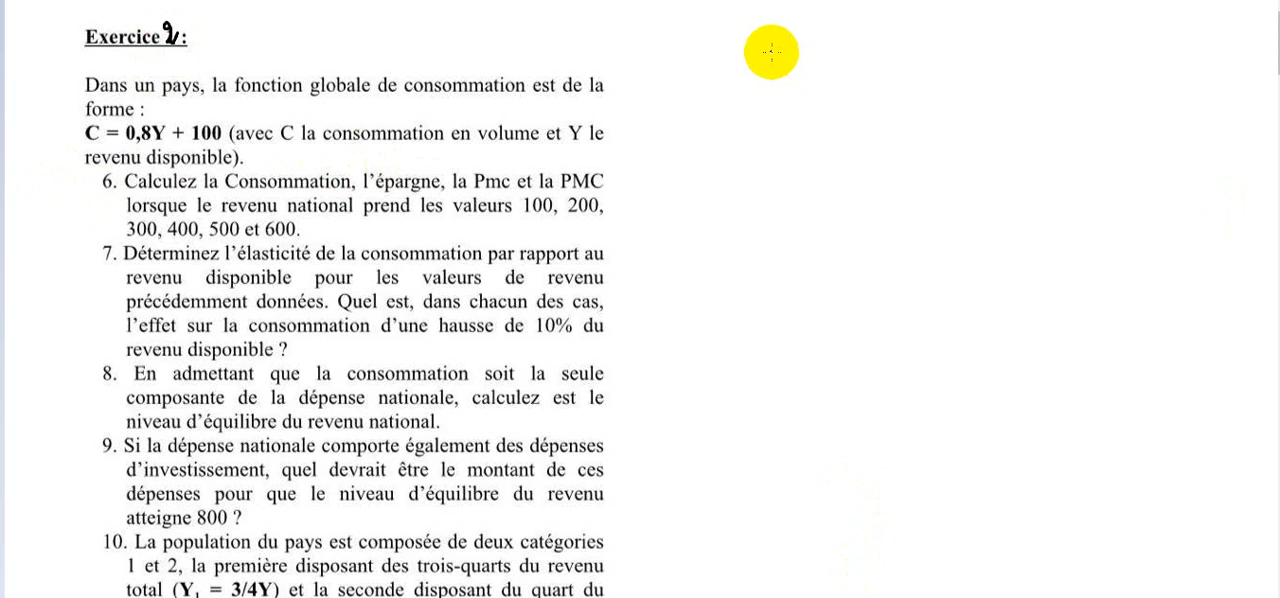 Exercice 2:
Dans un pays, la fonction globale de consommation est de la
forme :
C = 0,8Y + 100 (avec C la consommation en volume et Y le
revenu disponible).
6. Calculez la Consommation, l’épargne, la Pmc et la PMC
lorsque le revenu national prend les valeurs 100, 200,
300, 400, 500 et 600.
7. Déterminez l’élasticité de la consommation par rapport au
revenu disponible pour les valeurs de revenu
précédemment données. Quel est, dans chacun des cas,
l’effet sur la consommation d’une hausse de 10% du
revenu disponible ?
8. En admettant que la consommation soit la seule
composante de la dépense nationale, calculez est le
niveau d’équilibre du revenu national.
9. Si la dépense nationale comporte également des dépenses
d’investissement, quel devrait être le montant de ces
dépenses pour que le niveau d’équilibre du revenu
atteigne 800 ?
10. La population du pays est composée de deux catégories
1 et 2, la première disposant des trois-quarts du revenu
total (Y₁ = 3/4Y) et la seconde disposant du quart du